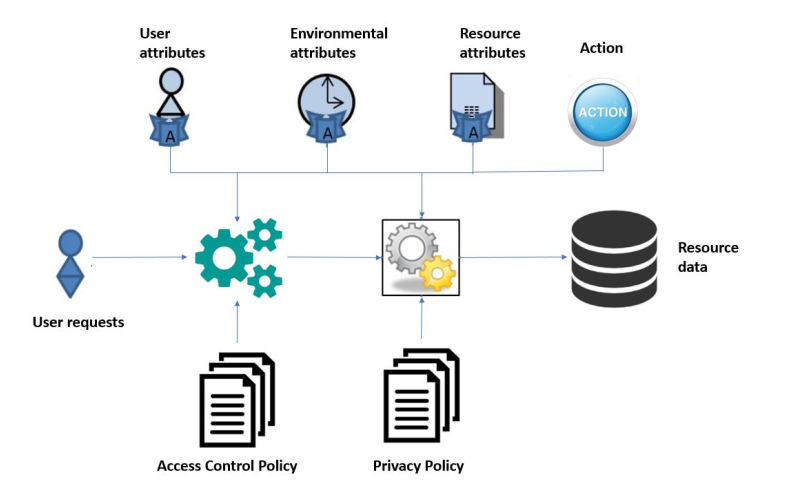 User
attributes
Environmental
attributes
Resource
attributes
Action
A
A
A
ACTION
User requests
Resource
data
Access Control Policy
Privacy Policy